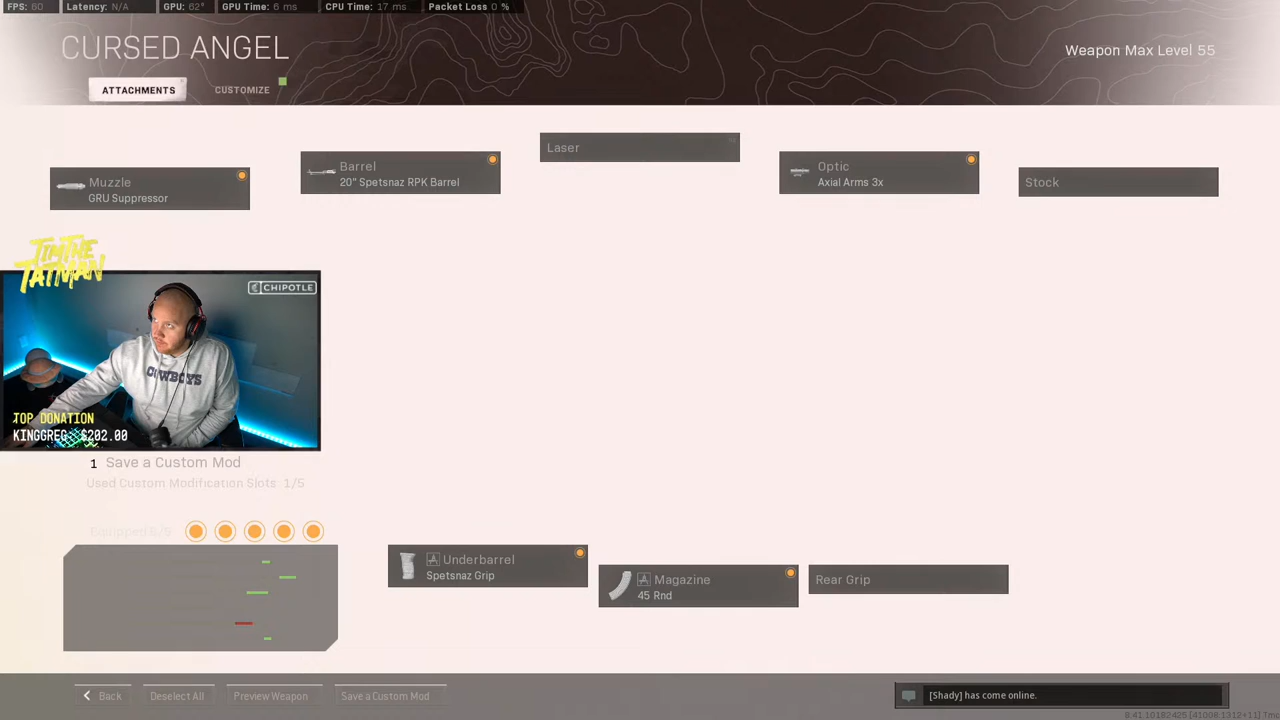 FPS: 60
Latency: N/A
GPU: 62°
GPU Time: 6 ms
CPU Time: 17 ms
Packet Loss 0 %
CURSED ANGEL
Weapon Max Level 55
ATTACHMENTS
CUSTOMIZE
Laser
Barrel
20" Spetsnaz RPK Barrel
Optic
Axial Arms 3x
Muzzle
GRU Suppressor
Stock
TIMTHE
TATMAN
CHIPOTLE
COWBOYS
TOP DONATION
KINGGREG: $202.00
1 Save a Custom Mod
Used Custom Modification Slots 1/5
Equipped 5/5
Underbarrel
Spetsnaz Grip
Magazine
45 Rnd
Rear Grip
Back
Deselect All
Preview Weapon
Save a Custom Mod
[Shady] has come online.